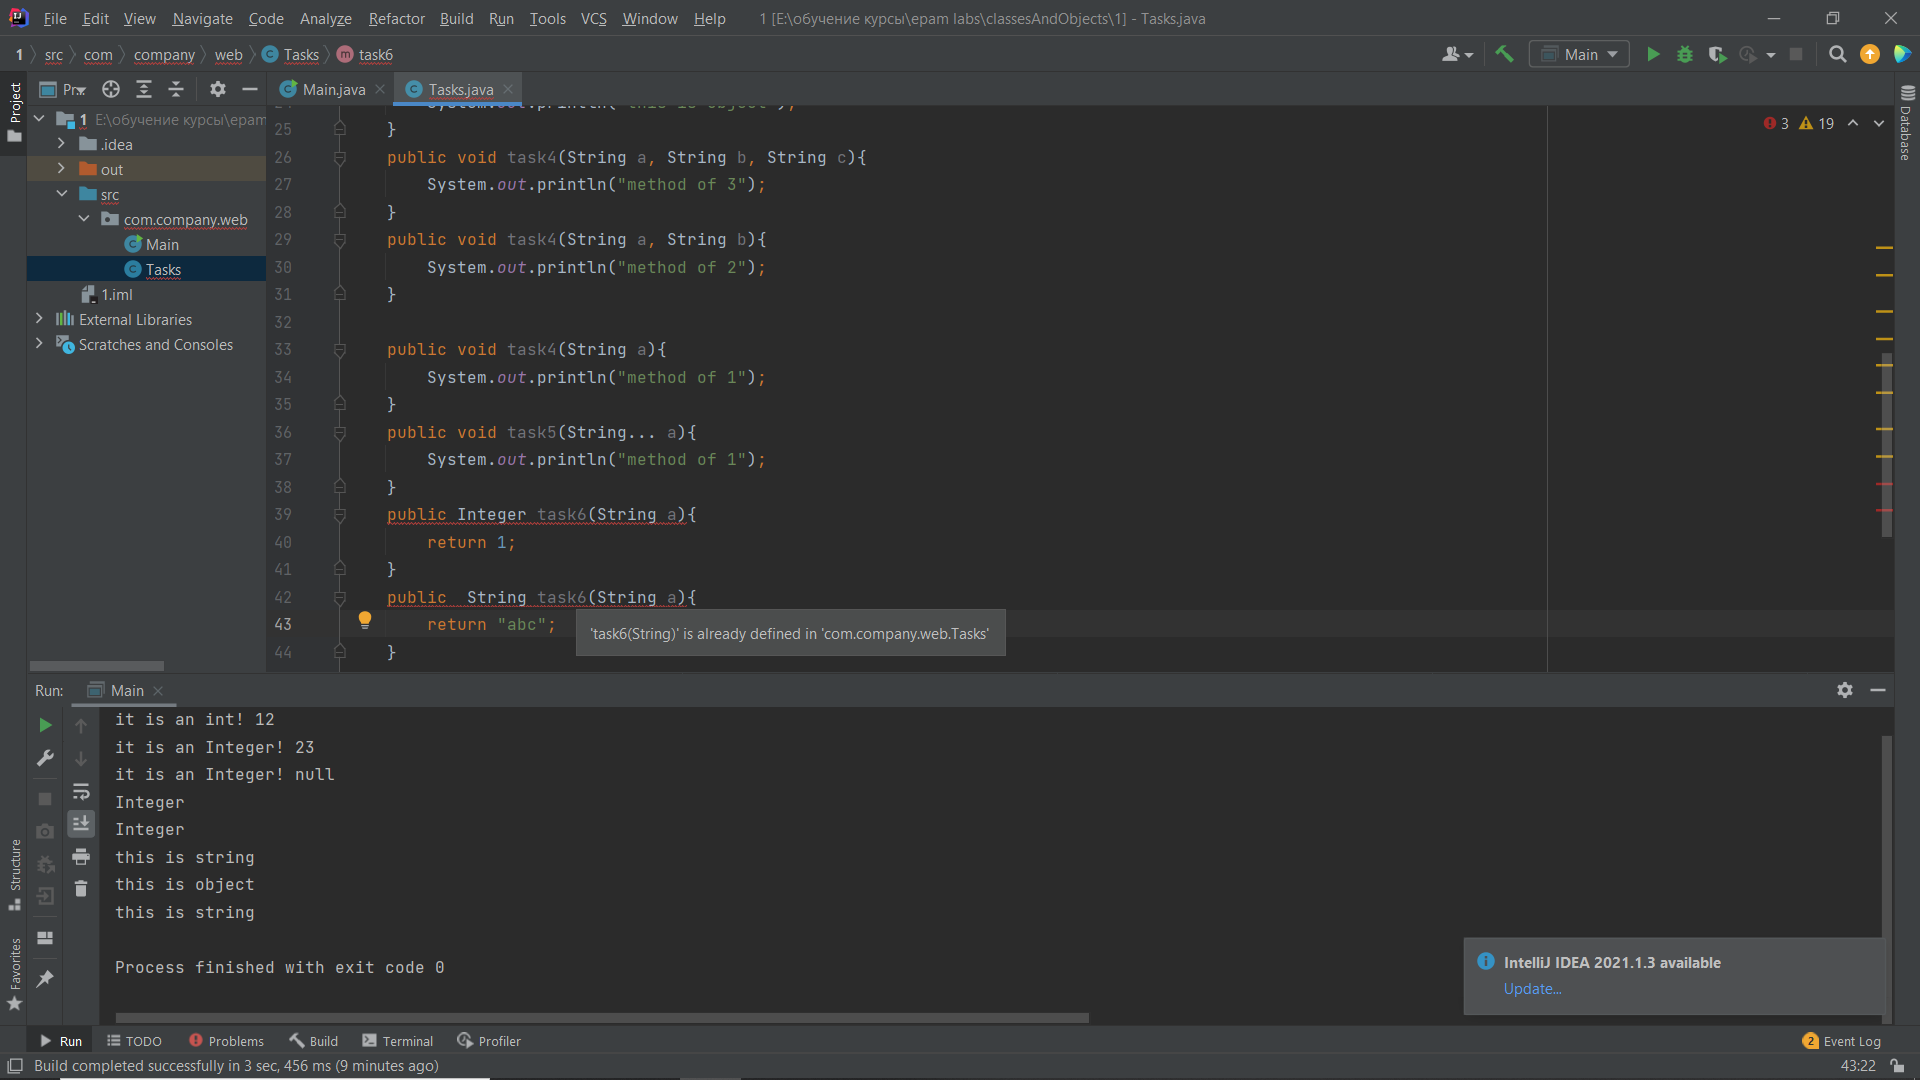 File Edit View Navigate Code Analyze Refactor Build Run Tools VCS Window Help 1 [E:\обучение курсы\epam labs\classesAndObjects\1] - Tasks.java
1 src com company web Tasks task6 Main
Project
Pr
Main.java
Tasks.java
1 E:\обучение курсы\epam
.idea
out
src
com.company.web
Main
Tasks
1.iml
External Libraries
Scratches and Consoles
3 19
Database
25 }
26 public void task4(String a, String b, String c){
27 System.out.println("method of 3");
28 }
29 public void task4(String a, String b){
30 System.out.println("method of 2");
31 }
32
33 public void task4(String a){
34 System.out.println("method of 1");
35 }
36 public void task5(String... a){
37 System.out.println("method of 1");
38 }
39 public Integer task6(String a){
40 return 1;
41 }
42 public  String task6(String a){
43 return "abc";
'task6(String)' is already defined in 'com.company.web.Tasks'
44 }
Run: Main
it is an int! 12
it is an Integer! 23
it is an Integer! null
Integer
Integer
this is string
this is object
this is string
Process finished with exit code 0
Structure
Favorites
IntelliJ IDEA 2021.1.3 available
Update...
Run TODO Problems Build Terminal Profiler 2 Event Log
Build completed successfully in 3 sec, 456 ms (9 minutes ago) 43:22